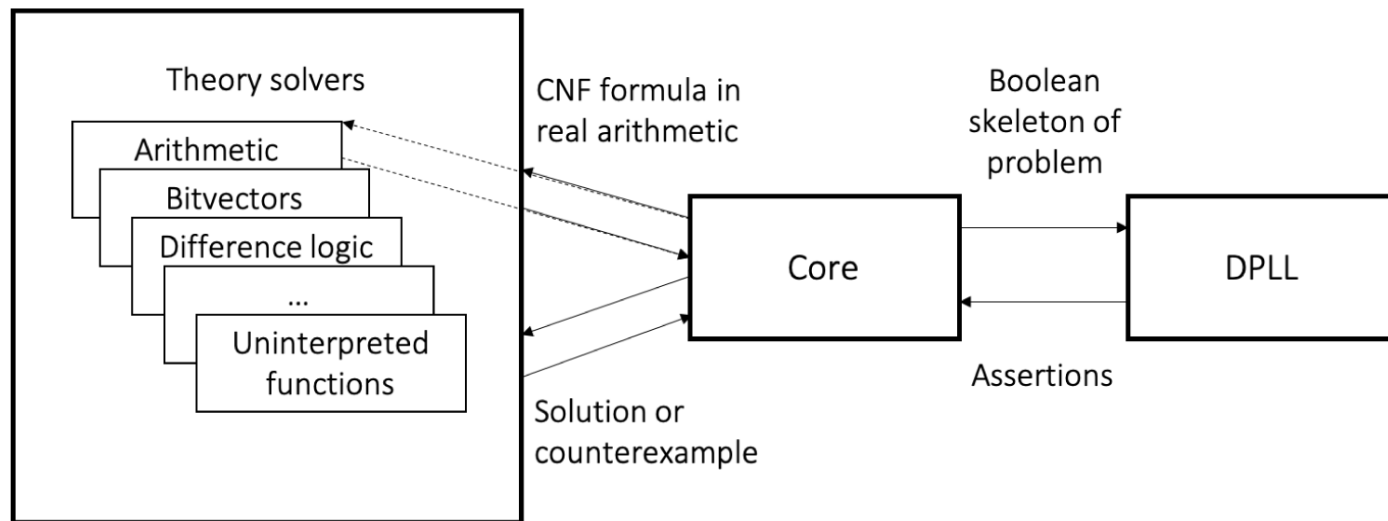 Theory solvers
Arithmetic
Bitvectors
Difference logic
...
Uninterpreted
functions
CNF formula in
real arithmetic
Solution or
counterexample
Core
Boolean
skeleton of
problem
Assertions
DPLL